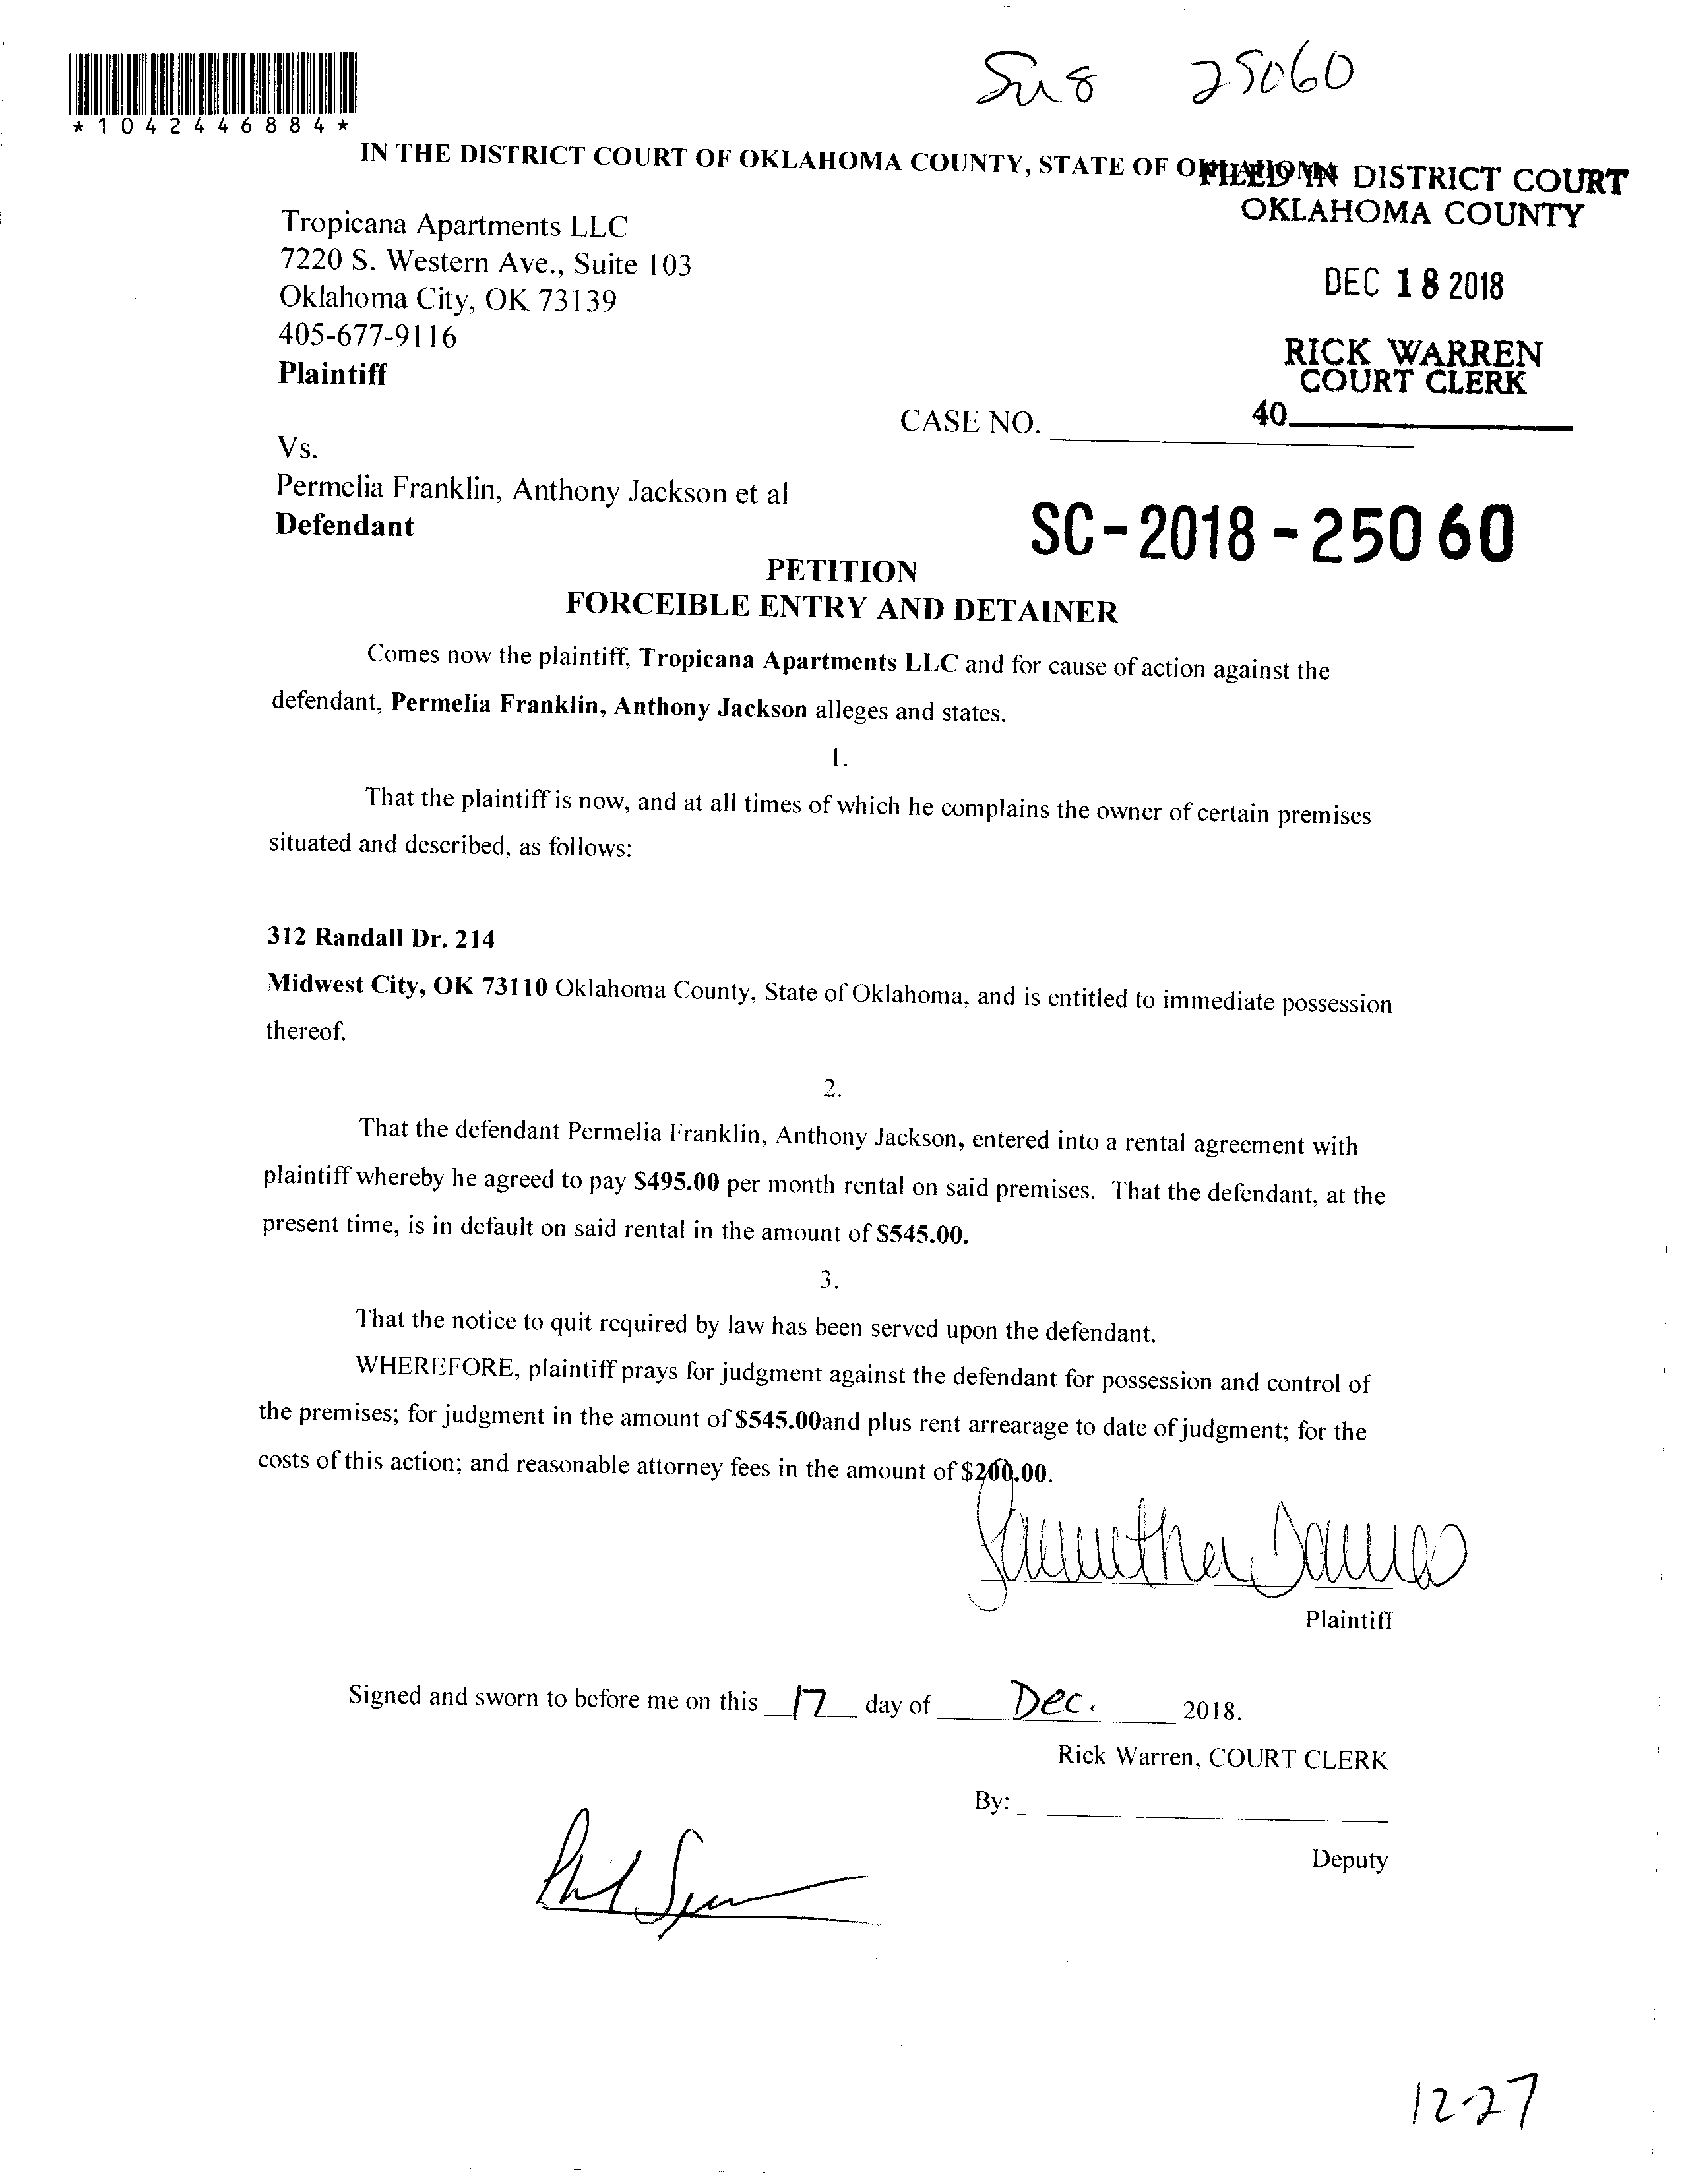 Sm 8 25060
*1042446884*
IN THE DISTRICT COURT OF OKLAHOMA COUNTY, STATE OF OKLAHOMA
FILED IN DISTRICT COURT
OKLAHOMA COUNTY
Tropicana Apartments LLC
7220 S. Western Ave., Suite 103
Oklahoma City, OK 73139
405-677-9116
Plaintiff
DEC 18 2018
RICK WARREN
COURT CLERK
40
CASE NO.
Vs.
Permelia Franklin, Anthony Jackson et al
Defendant
SC-2018-25060
PETITION
FORCEIBLE ENTRY AND DETAINER
Comes now the plaintiff, Tropicana Apartments LLC and for cause of action against the
defendant, Permelia Franklin, Anthony Jackson alleges and states.
1.
That the plaintiff is now, and at all times of which he complains the owner of certain premises
situated and described, as follows:
312 Randall Dr. 214
Midwest City, OK 73110 Oklahoma County, State of Oklahoma, and is entitled to immediate possession
thereof.
2.
That the defendant Permelia Franklin, Anthony Jackson, entered into a rental agreement with
plaintiff whereby he agreed to pay $495.00 per month rental on said premises. That the defendant, at the
present time, is in default on said rental in the amount of $545.00.
3.
That the notice to quit required by law has been served upon the defendant.
WHEREFORE, plaintiff prays for judgment against the defendant for possession and control of
the premises; for judgment in the amount of $545.00and plus rent arrearage to date of judgment; for the
costs of this action; and reasonable attorney fees in the amount of $200.00.
Samantha
Plaintiff
Signed and sworn to before me on this 17 day of Dec. 2018.
Rick Warren, COURT CLERK
By:
Deputy
12-27